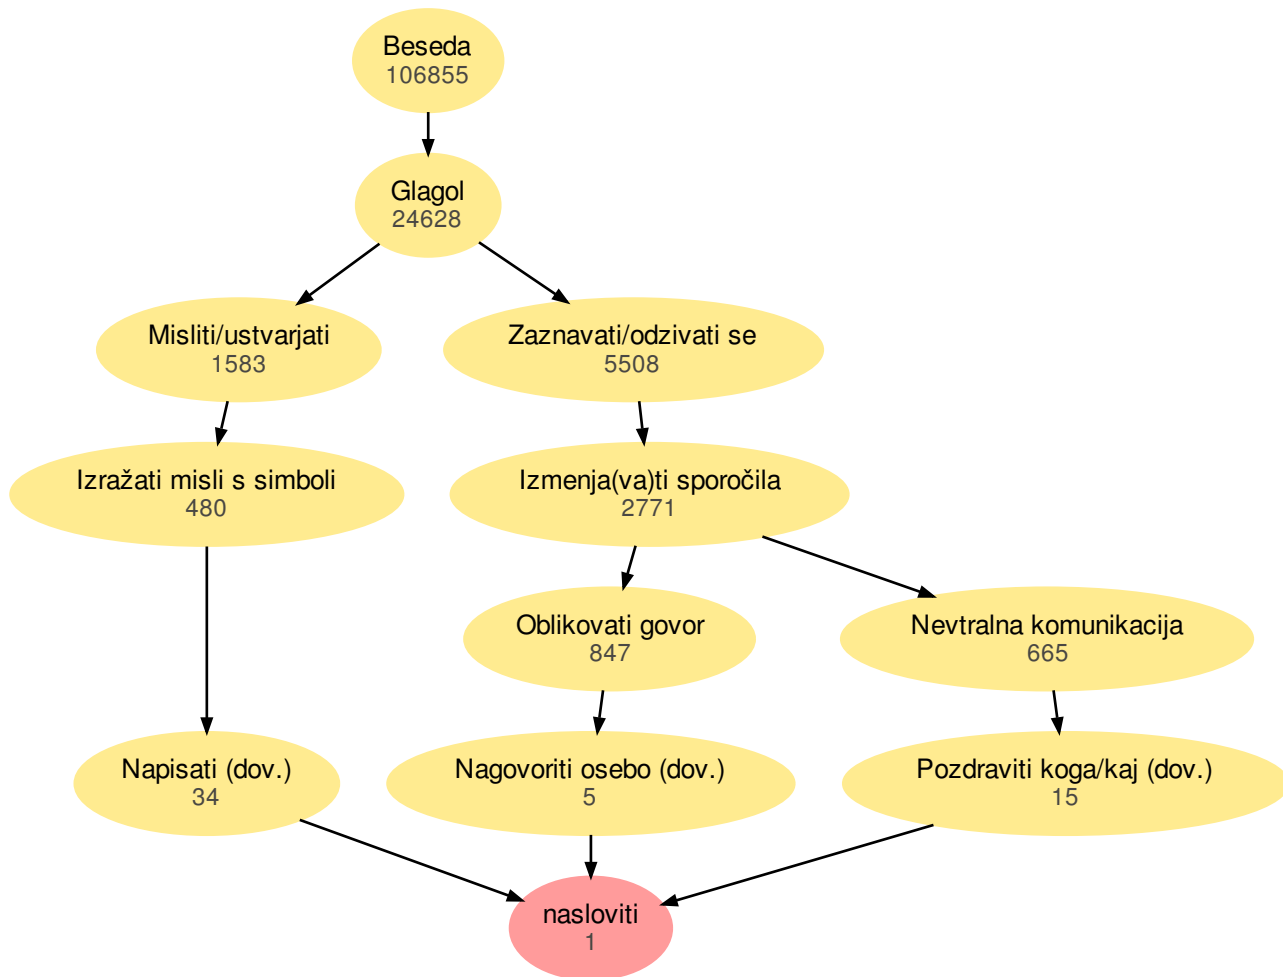 Beseda
106855
Glagol
24628
Misliti/ustvarjati
1583
Zaznavati/odzivati se
5508
Izražati misli s simboli
480
Izmenja(va)ti sporočila
2771
Oblikovati govor
847
Nevtralna komunikacija
665
Napisati (dov.)
34
Nagovoriti osebo (dov.)
5
Pozdraviti koga/kaj (dov.)
15
nasloviti
1